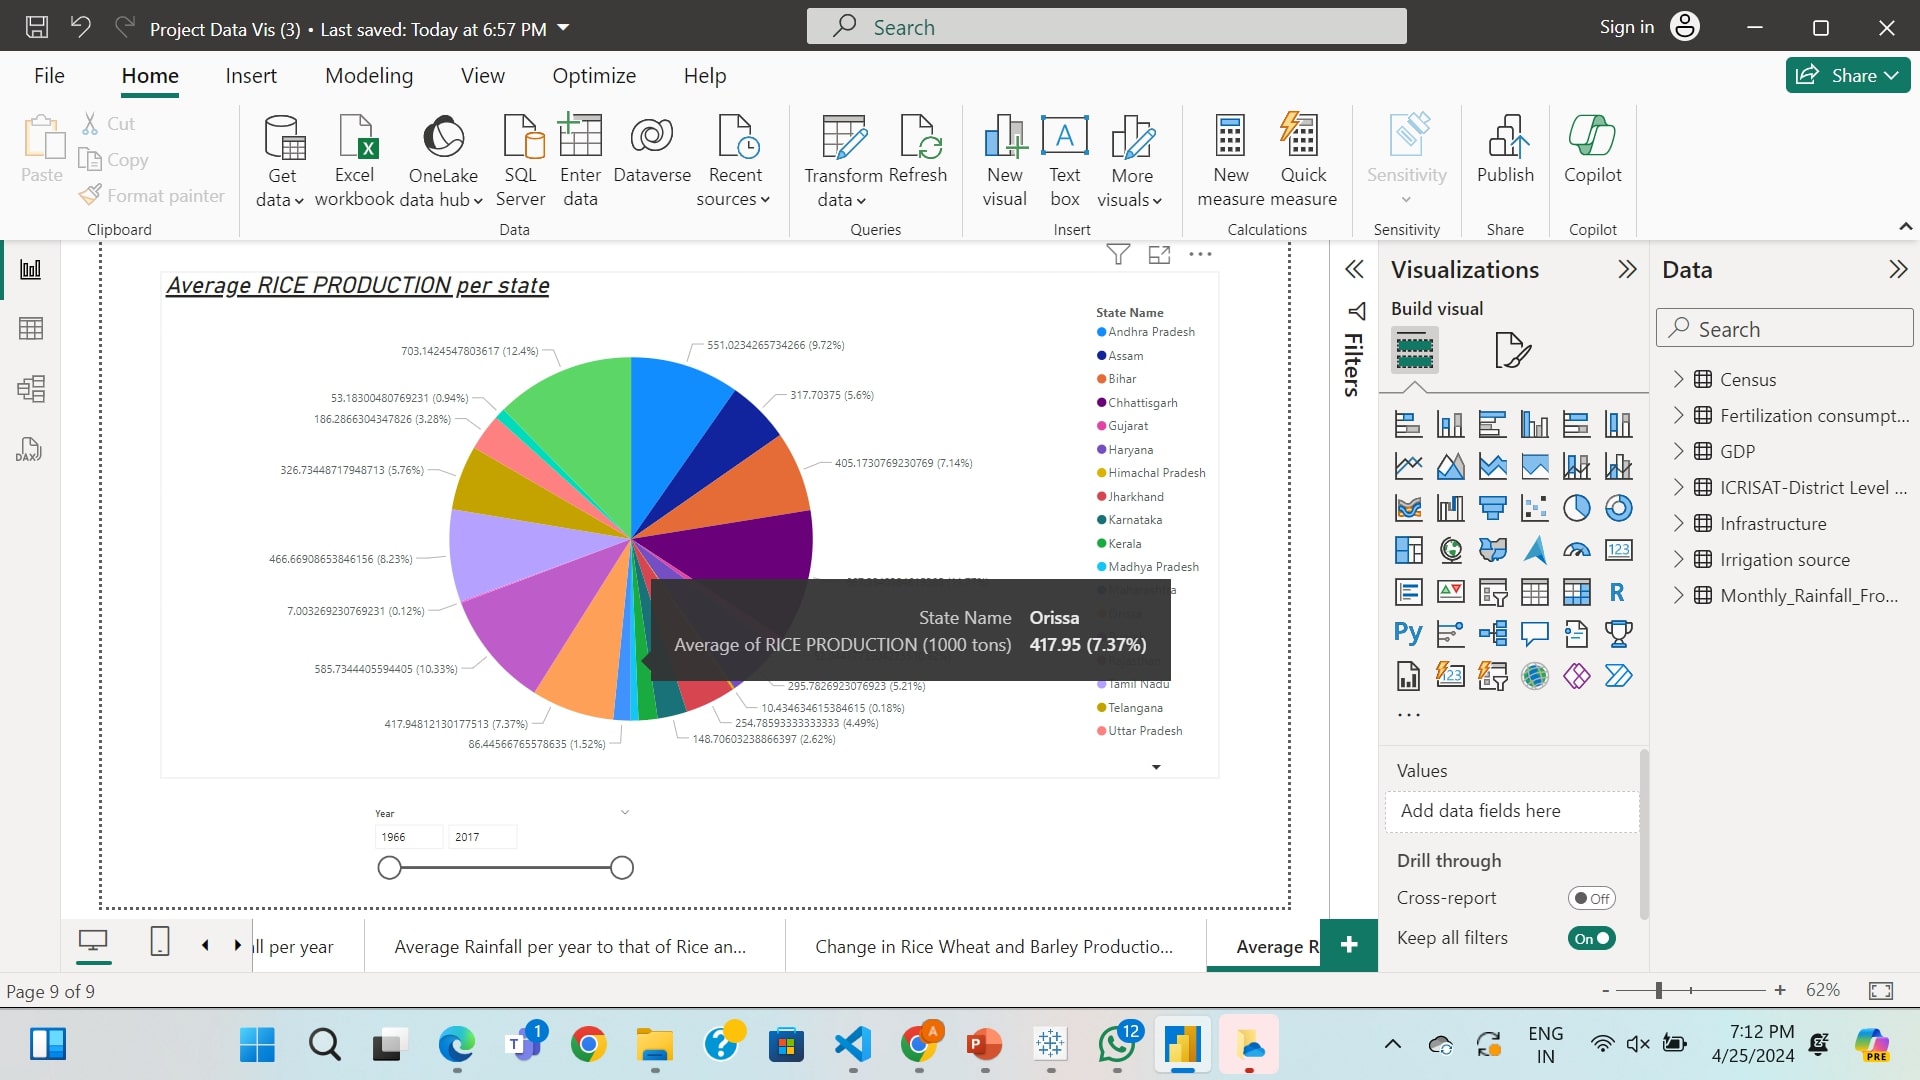 Project Data Vis (3) • Last saved: Today at 6:57 PM
Search
Sign in
File
Home
Insert
Modeling
View
Optimize
Help
Share
Paste
Cut
Copy
Format painter
Clipboard
Get data
Excel workbook
OneLake data hub
SQL Server
Enter data
Dataverse
Recent sources
Data
Transform data
Refresh
Queries
New visual
Text box
More visuals
Insert
New measure
Quick measure
Calculations
Sensitivity
Sensitivity
Publish
Share
Copilot
Copilot
Average RICE PRODUCTION per state
703.1424547803617 (12.4%)
551.0234265734266 (9.72%)
53.18300480769231 (0.94%)
317.70375 (5.6%)
186.2866304347826 (3.28%)
405.1730769230769 (7.14%)
326.73448717948713 (5.76%)
466.66908653846156 (8.23%)
7.003269230769231 (0.12%)
585.7344405594405 (10.33%)
417.94812130177513 (7.37%)
86.44566765578635 (1.52%)
295.7826923076923 (5.21%)
10.434634615384615 (0.18%)
254.78593333333333 (4.49%)
148.70603238866397 (2.62%)
State Name
Andhra Pradesh
Assam
Bihar
Chhattisgarh
Gujarat
Haryana
Himachal Pradesh
Jharkhand
Karnataka
Kerala
Madhya Pradesh
Maharashtra
Tamil Nadu
Telangana
Uttar Pradesh
State Name Orissa
Average of RICE PRODUCTION (1000 tons) 417.95 (7.37%)
Year
1966
2017
Filters
Visualizations
Build visual
123
R
Py
123
Values
Add data fields here
Drill through
Cross-report
Off
Keep all filters
On
Data
Search
Census
Fertilization consumpt...
GDP
ICRISAT-District Level ...
Infrastructure
Irrigation source
Monthly_Rainfall_Fro...
DAX
ll per year
Average Rainfall per year to that of Rice an...
Change in Rice Wheat and Barley Productio...
Average R
Page 9 of 9
- + 62%
1
A
12
ENG
IN
7:12 PM
4/25/2024
PRE